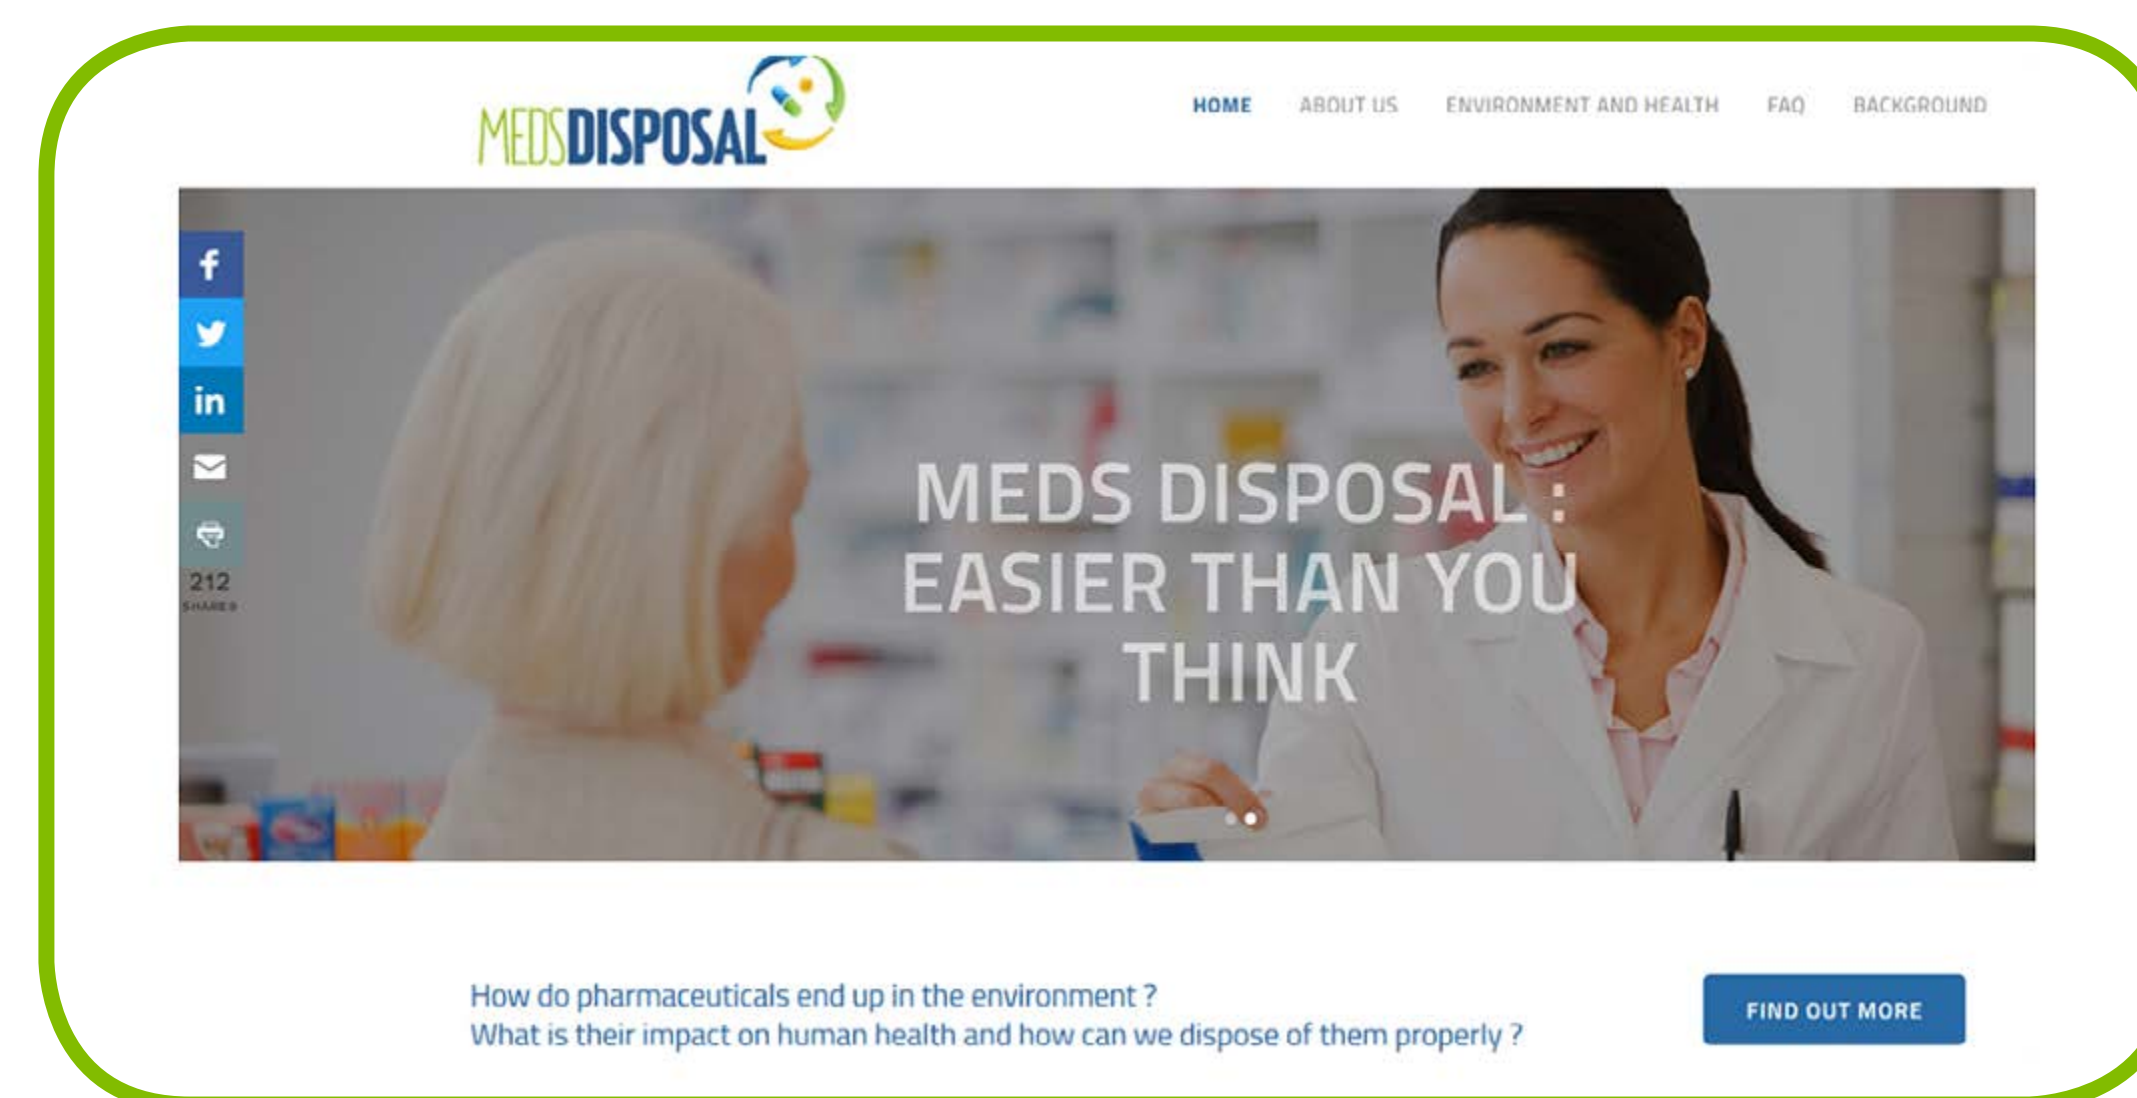 MEDSDISPOSAL
HOME ABOUT US ENVIRONMENT AND HEALTH FAQ BACKGROUND
f
in
212
SHARES
MEDS DISPOSAL :
EASIER THAN YOU
THINK
How do pharmaceuticals end up in the environment ?
What is their impact on human health and how can we dispose of them properly ?
FIND OUT MORE